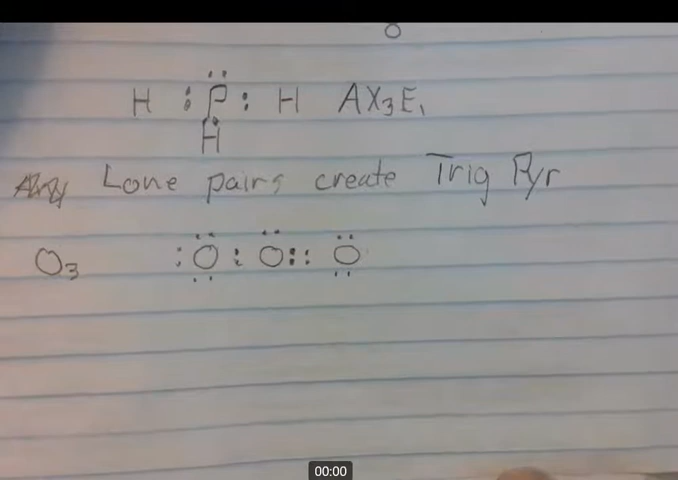 O
H : P̈ : H AX₃E₁
H
Lone pairs create Trig Pyr
O₃ :Ö : Ö :: Ö
00:00